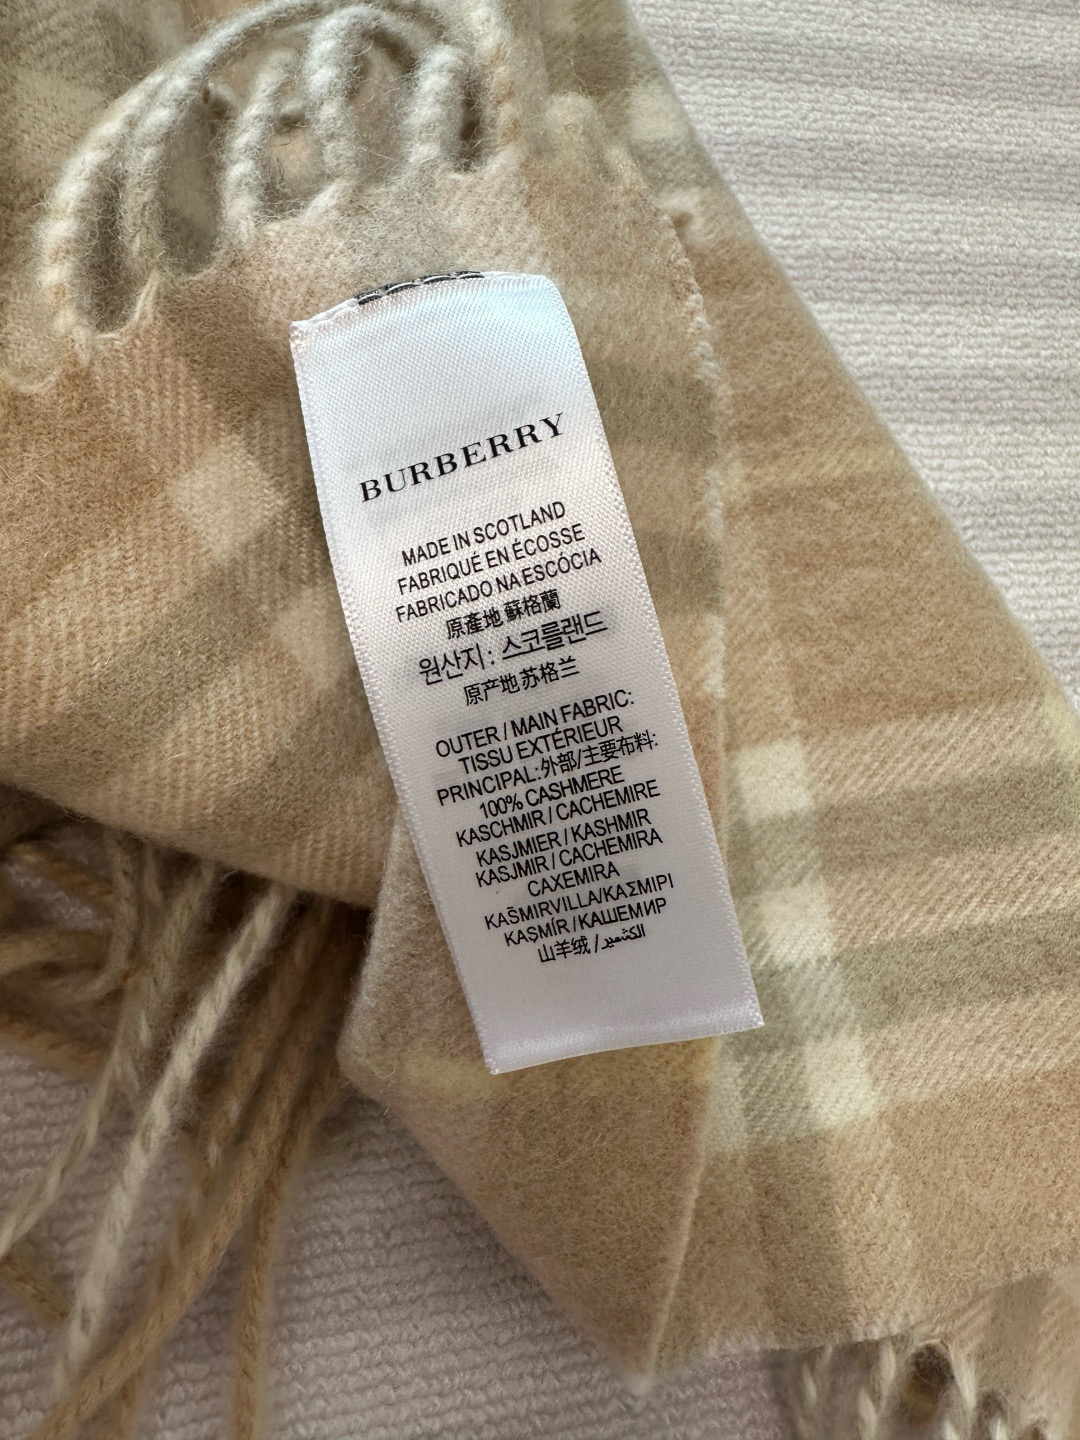 BURBERRY
MADE IN SCOTLAND
FABRIQUÉ EN ÉCOSSE
FABRICADO NA ESCÓCIA
原產地 蘇格蘭
원산지 : 스코틀랜드
原产地 苏格兰
OUTER / MAIN FABRIC:
TISSU EXTÉRIEUR
PRINCIPAL:外部/主要布料:
100% CASHMERE
KASCHMIR / CACHEMIRE
KASJMIER / KASHMIR
KASJMIR / CACHEMIRA
CAXEMIRA
KAŠMIRVILLA/ΚΑΣΜΙΡΙ
KAŞMİR / КАШЕМИР
山羊绒 / الكشمير